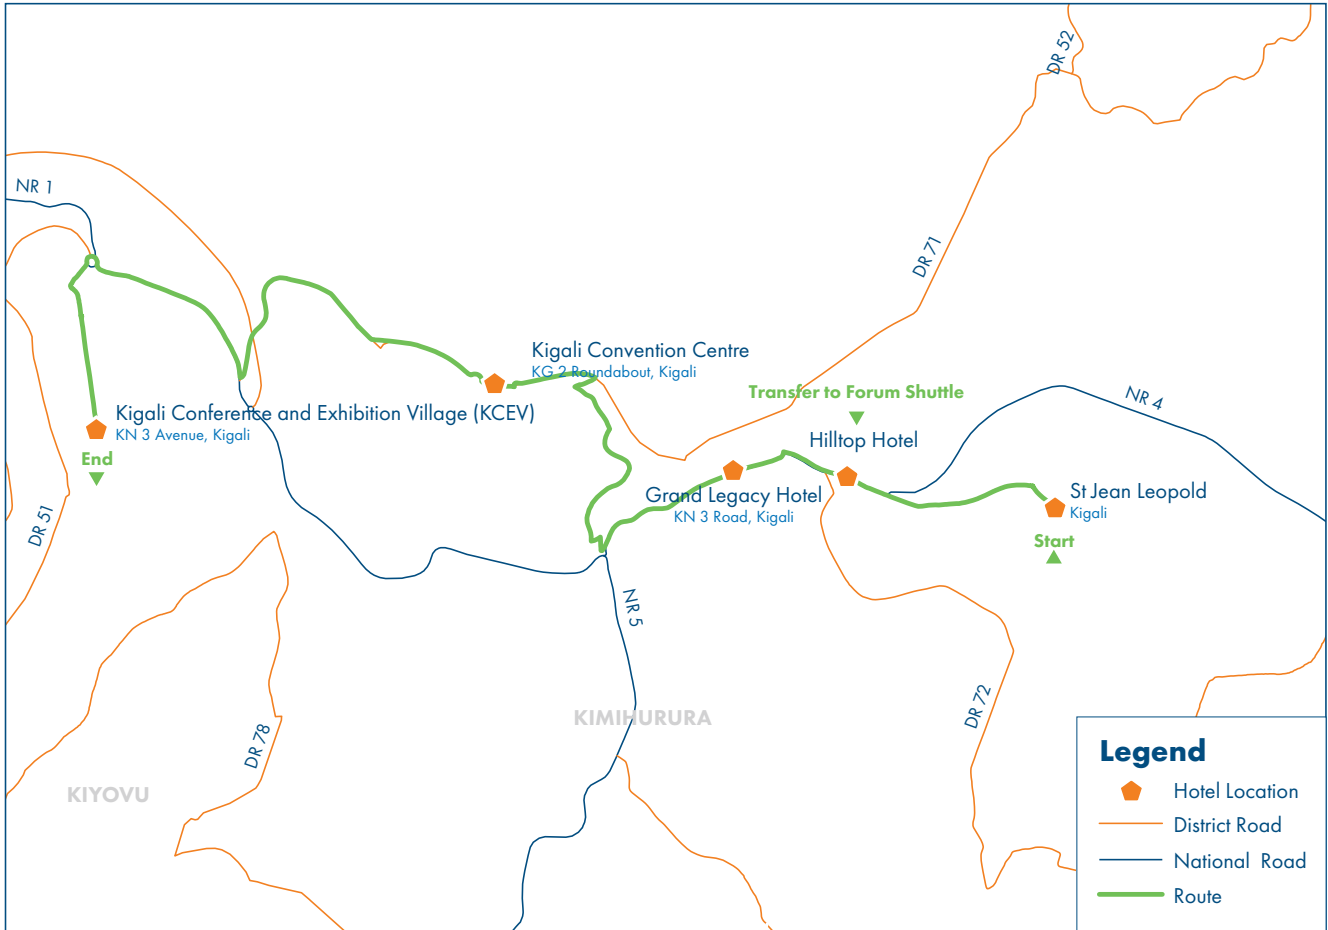 DR 52
NR 1
DR 71
Kigali Convention Centre
KG 2 Roundabout, Kigali
Transfer to Forum Shuttle
NR 4
Kigali Conference and Exhibition Village (KCEV)
KN 3 Avenue, Kigali
End
Hilltop Hotel
Grand Legacy Hotel
KN 3 Road, Kigali
St Jean Leopold
Kigali
Start
DR 51
NR 5
DR 72
KIMIHURURA
DR 78
KIYOVU
Legend
Hotel Location
District Road
National Road
Route